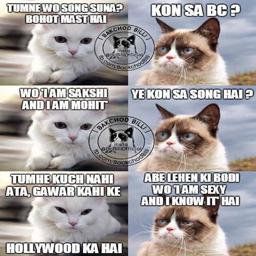 TUMNE WO SONG SUNA?
BOHOT MAST HAI
KON SA BC ?
BAKCHOD BILLI
WO'I AM SAKSHI
AND I AM MOHIT'
YE KON SA SONG HAI ?
BAKCHOD BILLI
TUMHE KUCH NAHI
ATA, GAWAR KAHI KE
HOLLYWOOD KA HAI
ABE LEHEN KI BODI
WO 'I AM SEXY
AND I KNOW IT' HAI